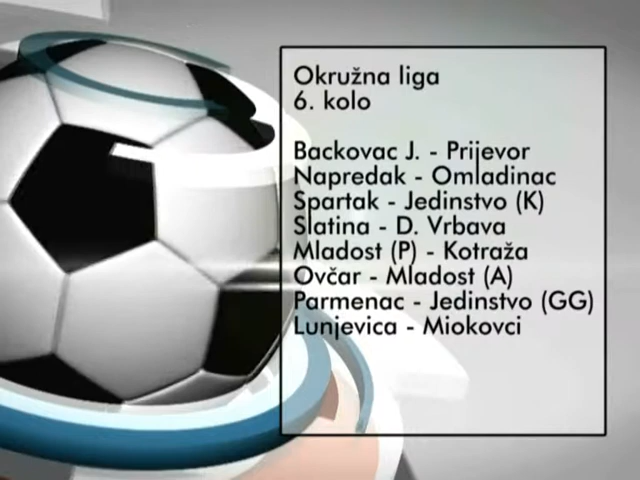 Okružna liga
6. kolo
Backovac J. - Prijevor
Napredak - Omladinac
Spartak - Jedinstvo (K)
Slatina - D. Vrbava
Mladost (P) - Kotraža
Ovčar - Mladost (A)
Parmenac - Jedinstvo (GG)
Lunjevica - Miokovci